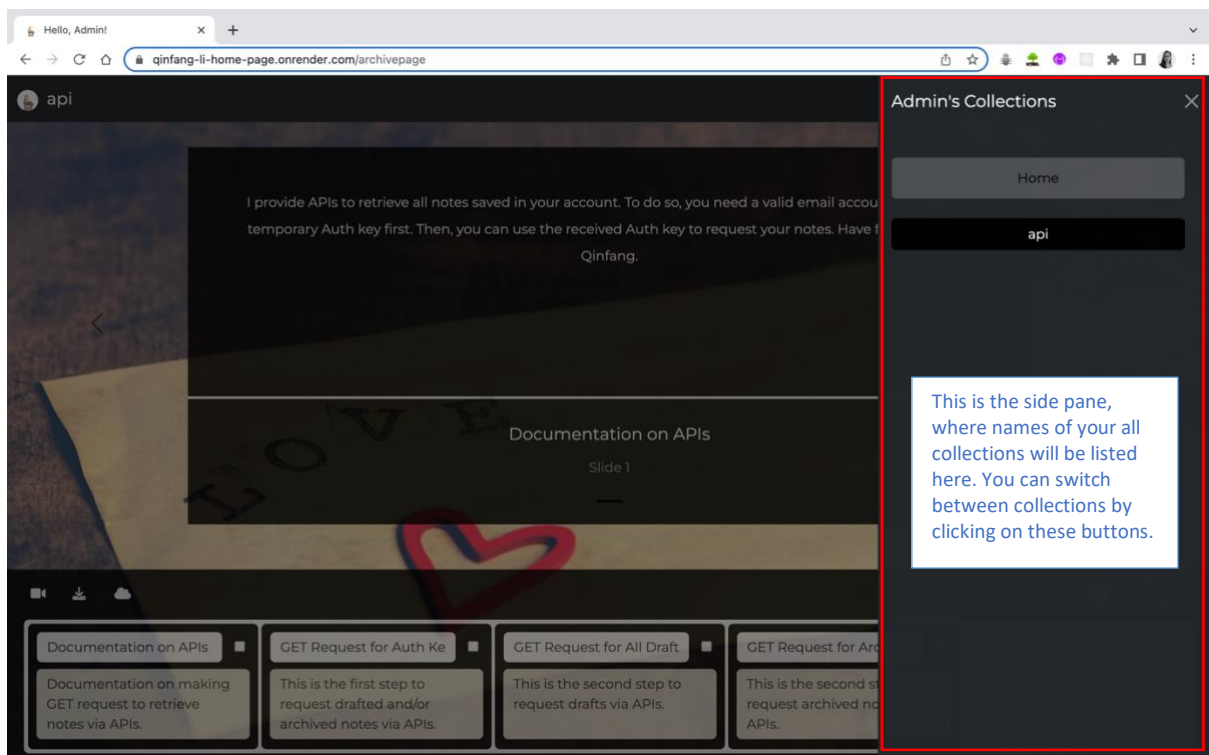 Hello, Admin!
qinfang-li-home-page.onrender.com/archivepage
api
Admin's Collections
Home
api
I provide APIs to retrieve all notes saved in your account. To do so, you need a valid email accou
temporary Auth key first. Then, you can use the received Auth key to request your notes. Have f
Qinfang.
Documentation on APIs
Slide 1
LOVE
This is the side pane,
where names of your all
collections will be listed
here. You can switch
between collections by
clicking on these buttons.
Documentation on APIs
Documentation on making
GET request to retrieve
notes via APIs.
GET Request for Auth Ke
This is the first step to
request drafted and/or
archived notes via APIs.
GET Request for All Draft
This is the second step to
request drafts via APIs.
GET Request for Arc
This is the second st
request archived no
APIs.